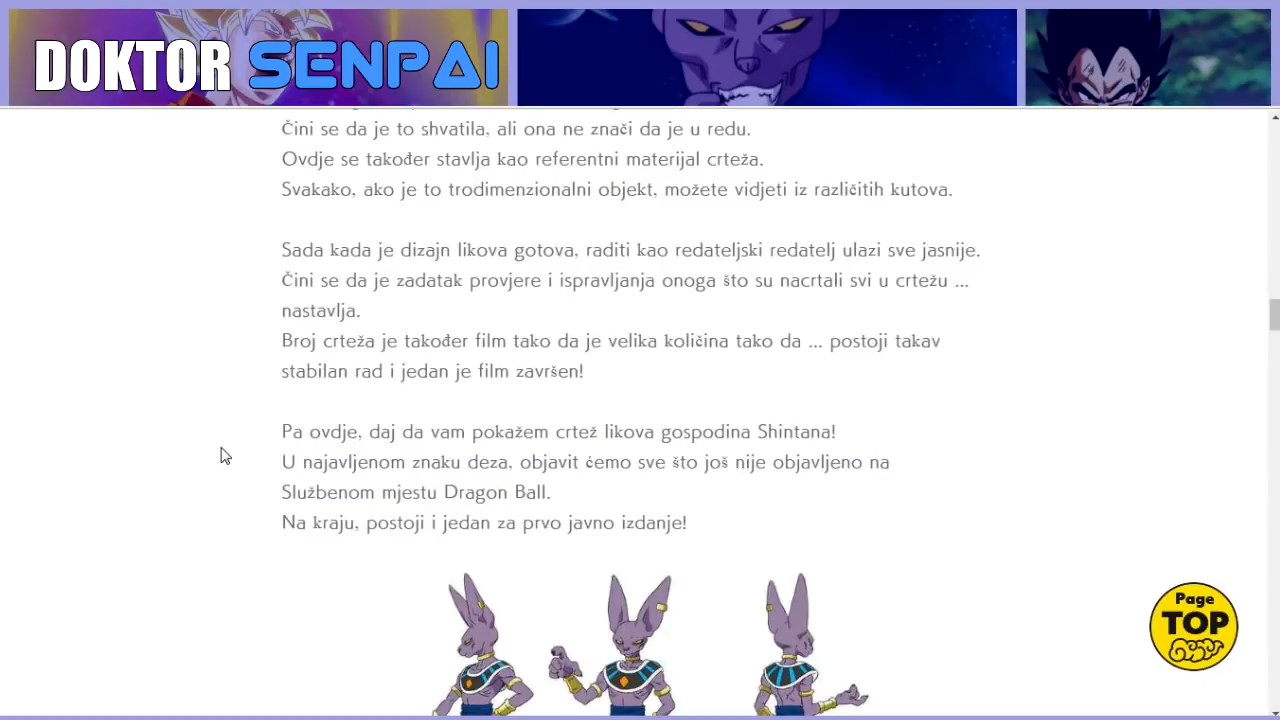 DOKTOR SENPAI
Čini se da je to shvatila, ali ona ne znači da je u redu.
Ovdje se također stavlja kao referentni materijal crteža.
Svakako, ako je to trodimenzionalni objekt, možete vidjeti iz različitih kutova.
Sada kada je dizajn likova gotova, raditi kao redateljski redatelj ulazi sve jasnije.
Čini se da je zadatak provjere i ispravljanja onoga što su nacrtali svi u crtežu ...
nastavlja.
Broj crteža je također film tako da je velika količina tako da ... postoji takav
stabilan rad i jedan je film završen!
Pa ovdje, daj da vam pokažem crtež likova gospodina Shintana!
U najavljenom znaku deza, objavit ćemo sve što još nije objavljeno na
Službenom mjestu Dragon Ball.
Na kraju, postoji i jedan za prvo javno izdanje!
Page
TOP